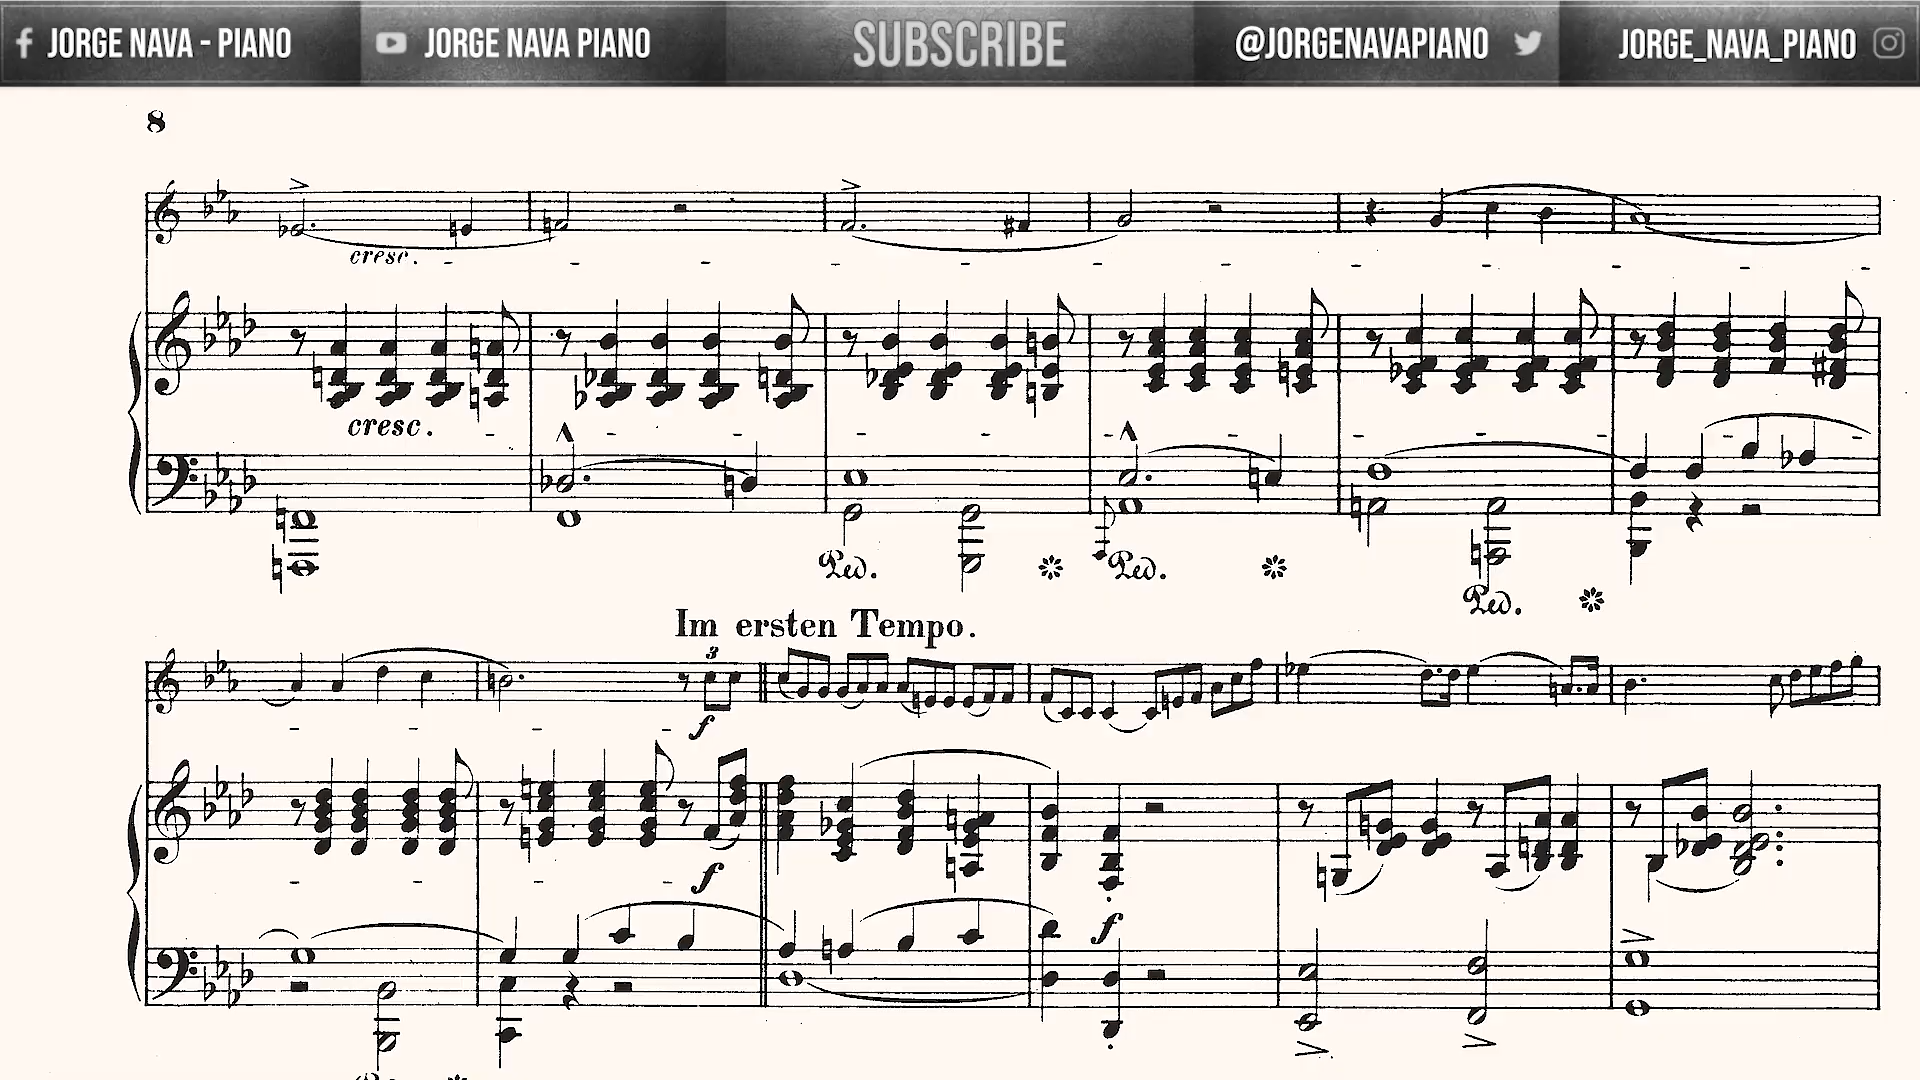 JORGE NAVA - PIANO
JORGE NAVA PIANO
SUBSCRIBE
@JORGENAVAPIANO
JORGE_NAVA_PIANO
8
cresc.
cresc.
Ped. Ped.
Ped.
Im ersten Tempo.
3
f
f
f